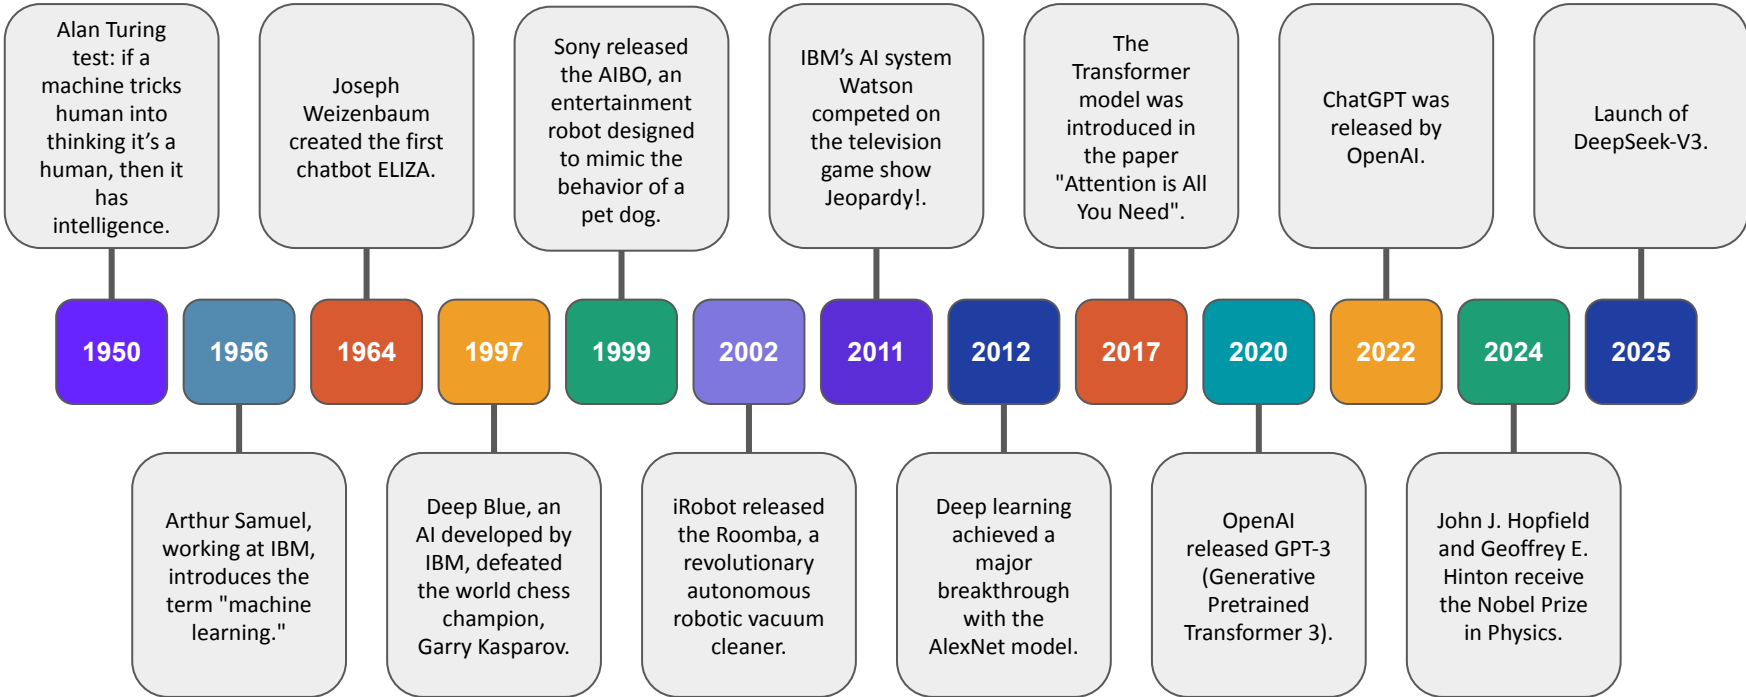 Alan Turing
test: if a
machine tricks
human into
thinking it’s a
human, then it
has
intelligence.
Joseph
Weizenbaum
created the first
chatbot ELIZA.
Sony released
the AIBO, an
entertainment
robot designed
to mimic the
behavior of a
pet dog.
IBM’s AI system
Watson
competed on
the television
game show
Jeopardy!.
The
Transformer
model was
introduced in
the paper
"Attention is All
You Need".
ChatGPT was
released by
OpenAI.
Launch of
DeepSeek-V3.
1950
1956
1964
1997
1999
2002
2011
2012
2017
2020
2022
2024
2025
Arthur Samuel,
working at IBM,
introduces the
term "machine
learning."
Deep Blue, an
AI developed by
IBM, defeated
the world chess
champion,
Garry Kasparov.
iRobot released
the Roomba, a
revolutionary
autonomous
robotic vacuum
cleaner.
Deep learning
achieved a
major
breakthrough
with the
AlexNet model.
OpenAI
released GPT-3
(Generative
Pretrained
Transformer 3).
John J. Hopfield
and Geoffrey E.
Hinton receive
the Nobel Prize
in Physics.